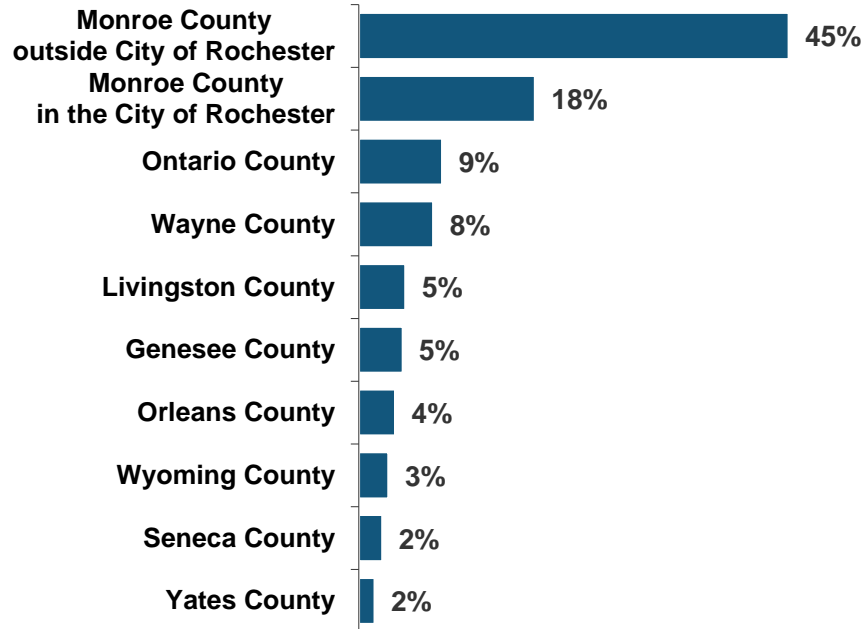 Monroe County
outside City of Rochester
45%
Monroe County
in the City of Rochester
18%
Ontario County
9%
Wayne County
8%
Livingston County
5%
Genesee County
5%
Orleans County
4%
Wyoming County
3%
Seneca County
2%
Yates County
2%